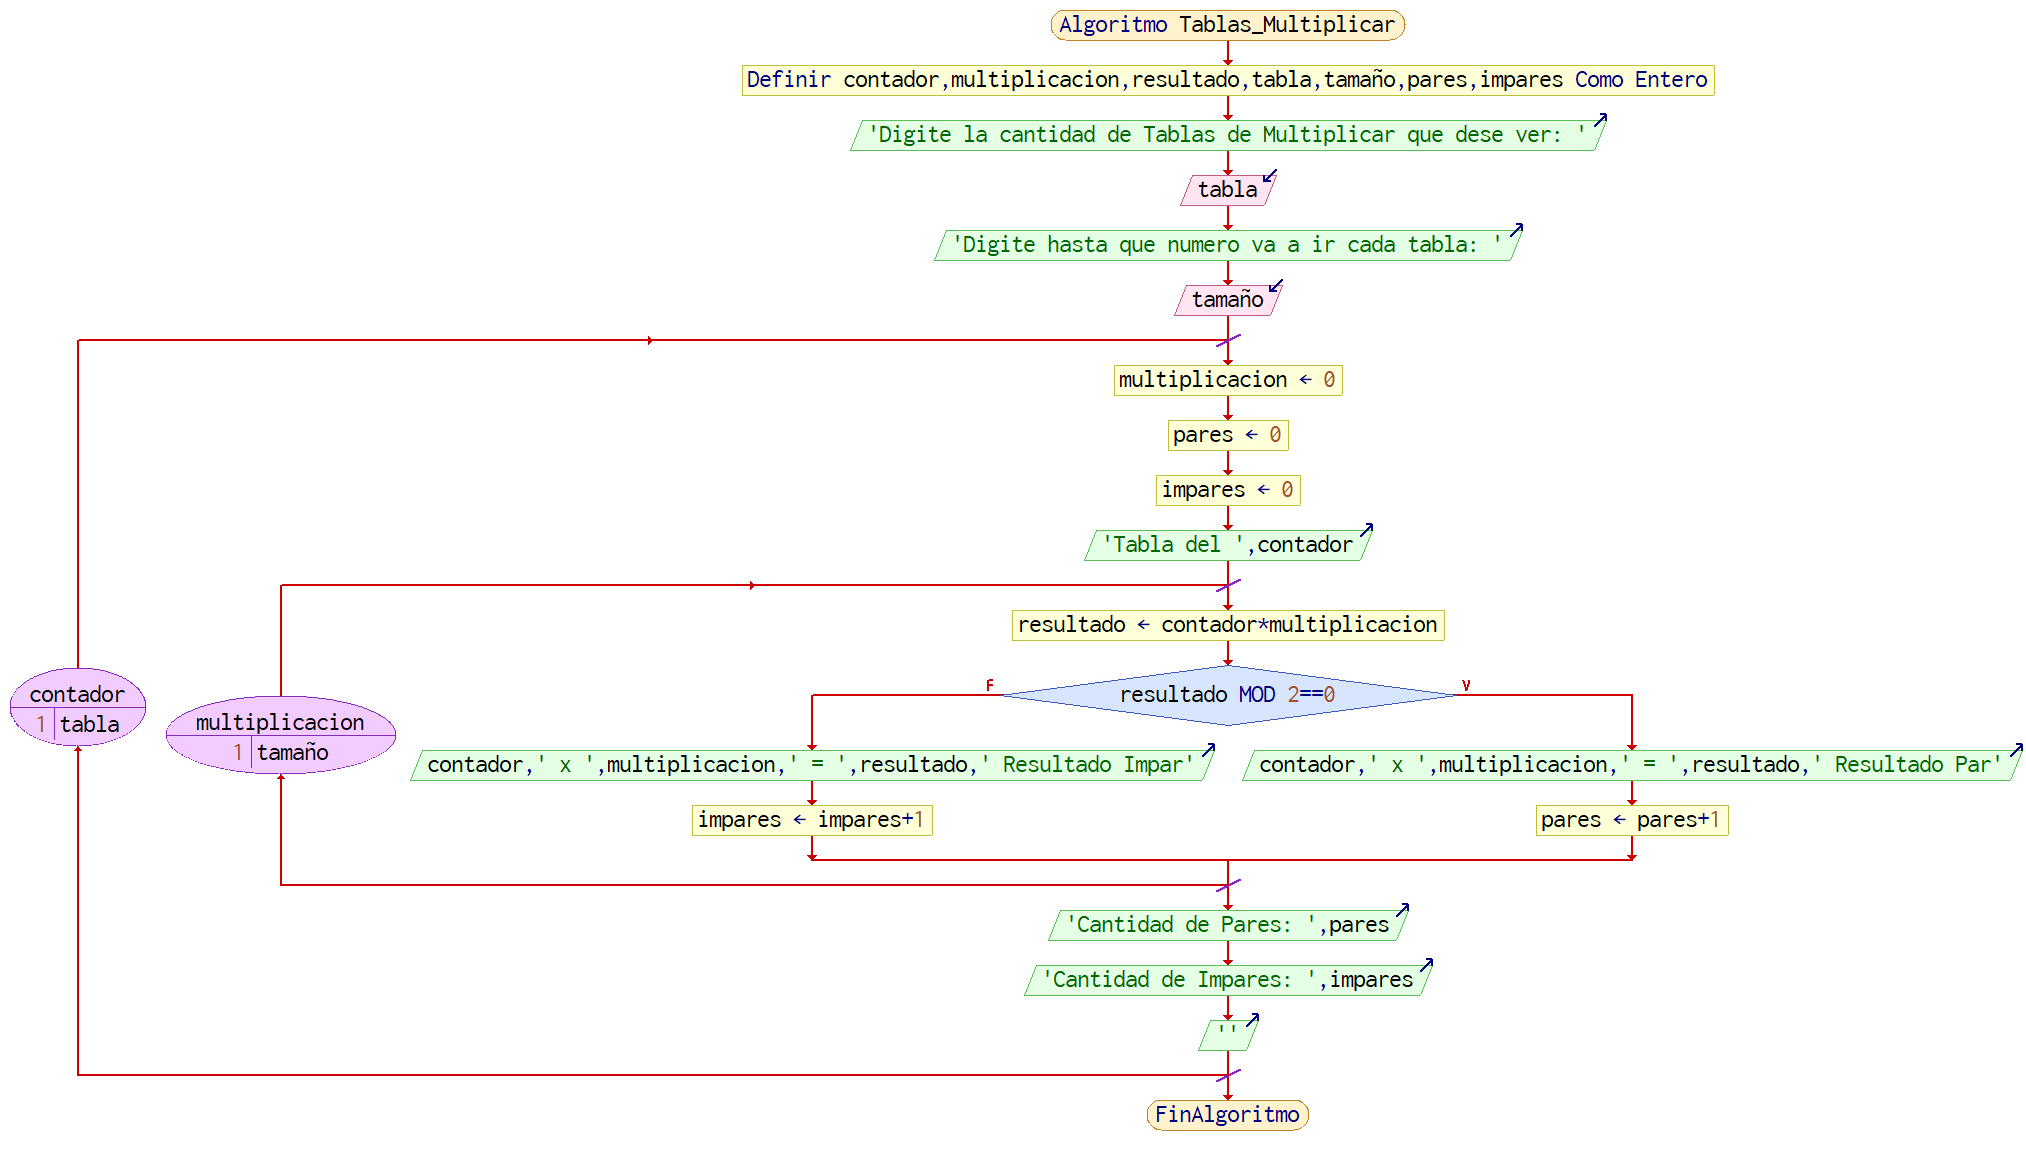 Algoritmo Tablas_Multiplicar
Definir contador,multiplicacion,resultado,tabla,tamaño,pares,impares Como Entero
'Digite la cantidad de Tablas de Multiplicar que dese ver: '
tabla
'Digite hasta que numero va a ir cada tabla: '
tamaño
multiplicacion ← 0
pares ← 0
impares ← 0
'Tabla del ',contador
resultado ← contador*multiplicacion
contador
1 tabla
multiplicacion
1 tamaño
F
resultado MOD 2==0
V
contador,' x ',multiplicacion,' = ',resultado,' Resultado Impar'
contador,' x ',multiplicacion,' = ',resultado,' Resultado Par'
impares ← impares+1
pares ← pares+1
'Cantidad de Pares: ',pares
'Cantidad de Impares: ',impares
''
FinAlgoritmo